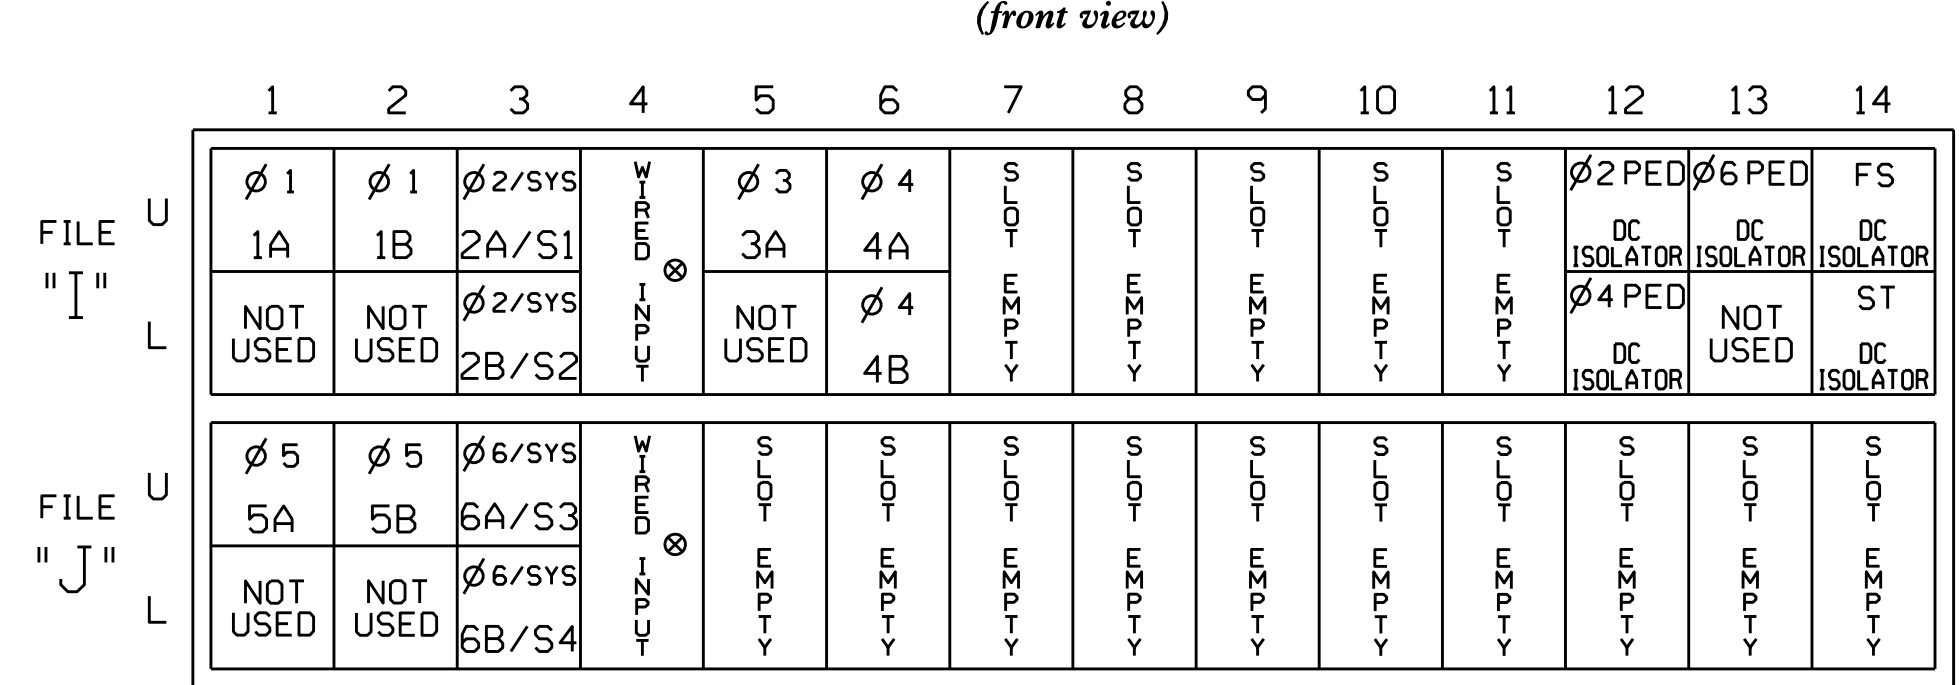 (front view)
1 2 3 4 5 6 7 8 9 10 11 12 13 14
FILE "I"
U
Ø 1 1A
Ø 1 1B
Ø2/SYS 2A/S1
WIRED INPUT ⊗
Ø 3 3A
Ø 4 4A
SLOT EMPTY
SLOT EMPTY
SLOT EMPTY
SLOT EMPTY
SLOT EMPTY
Ø2 PED DC ISOLATOR
Ø6 PED DC ISOLATOR
FS DC ISOLATOR
L
NOT USED
NOT USED
Ø2/SYS 2B/S2
NOT USED
Ø 4 4B
Ø4 PED DC ISOLATOR
NOT USED
ST DC ISOLATOR
FILE "J"
U
Ø 5 5A
Ø 5 5B
Ø6/SYS 6A/S3
WIRED INPUT ⊗
SLOT EMPTY
SLOT EMPTY
SLOT EMPTY
SLOT EMPTY
SLOT EMPTY
SLOT EMPTY
SLOT EMPTY
SLOT EMPTY
SLOT EMPTY
SLOT EMPTY
L
NOT USED
NOT USED
Ø6/SYS 6B/S4